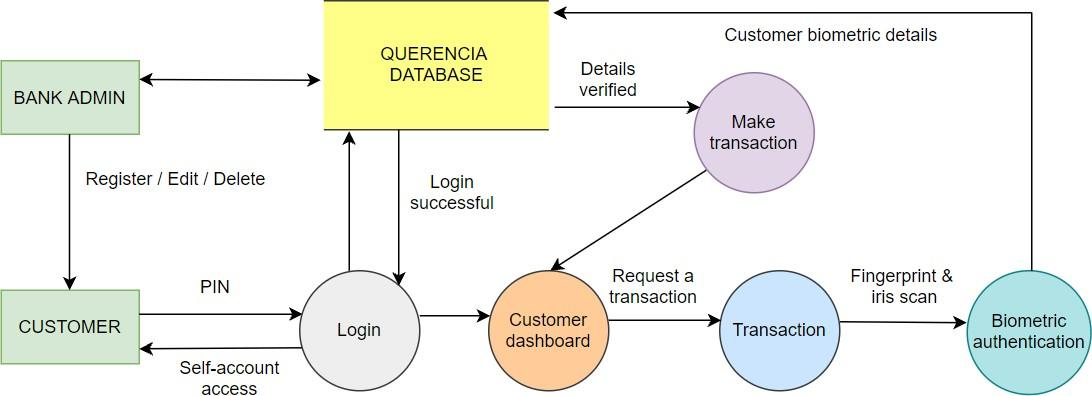 QUERENCIA
DATABASE
Customer biometric details
Details
verified
BANK ADMIN
Make
transaction
Register / Edit / Delete
Login
successful
PIN
Request a
transaction
Fingerprint &
iris scan
CUSTOMER
Login
Customer
dashboard
Transaction
Biometric
authentication
Self-account
access